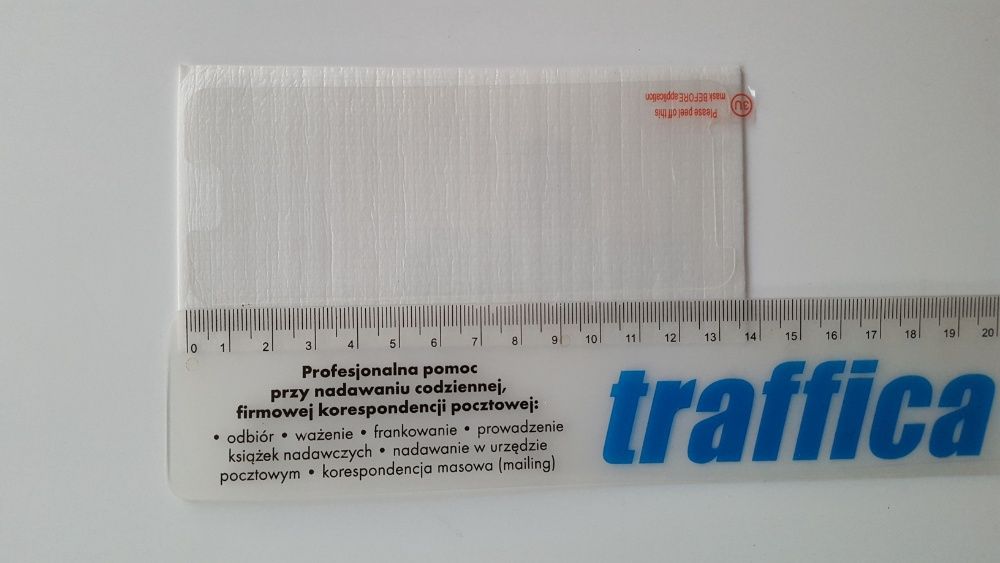 Please peel off this
mask BEFORE application
3U
0 1 2 3 4 5 6 7 8 9 10 11 12 13 14 15 16 17 18 19 20
Profesjonalna pomoc
przy nadawaniu codziennej,
firmowej korespondencji pocztowej:
• odbiór • ważenie • frankowanie • prowadzenie
książek nadawczych • nadawanie w urzędzie
pocztowym • korespondencja masowa (mailing)
traffica